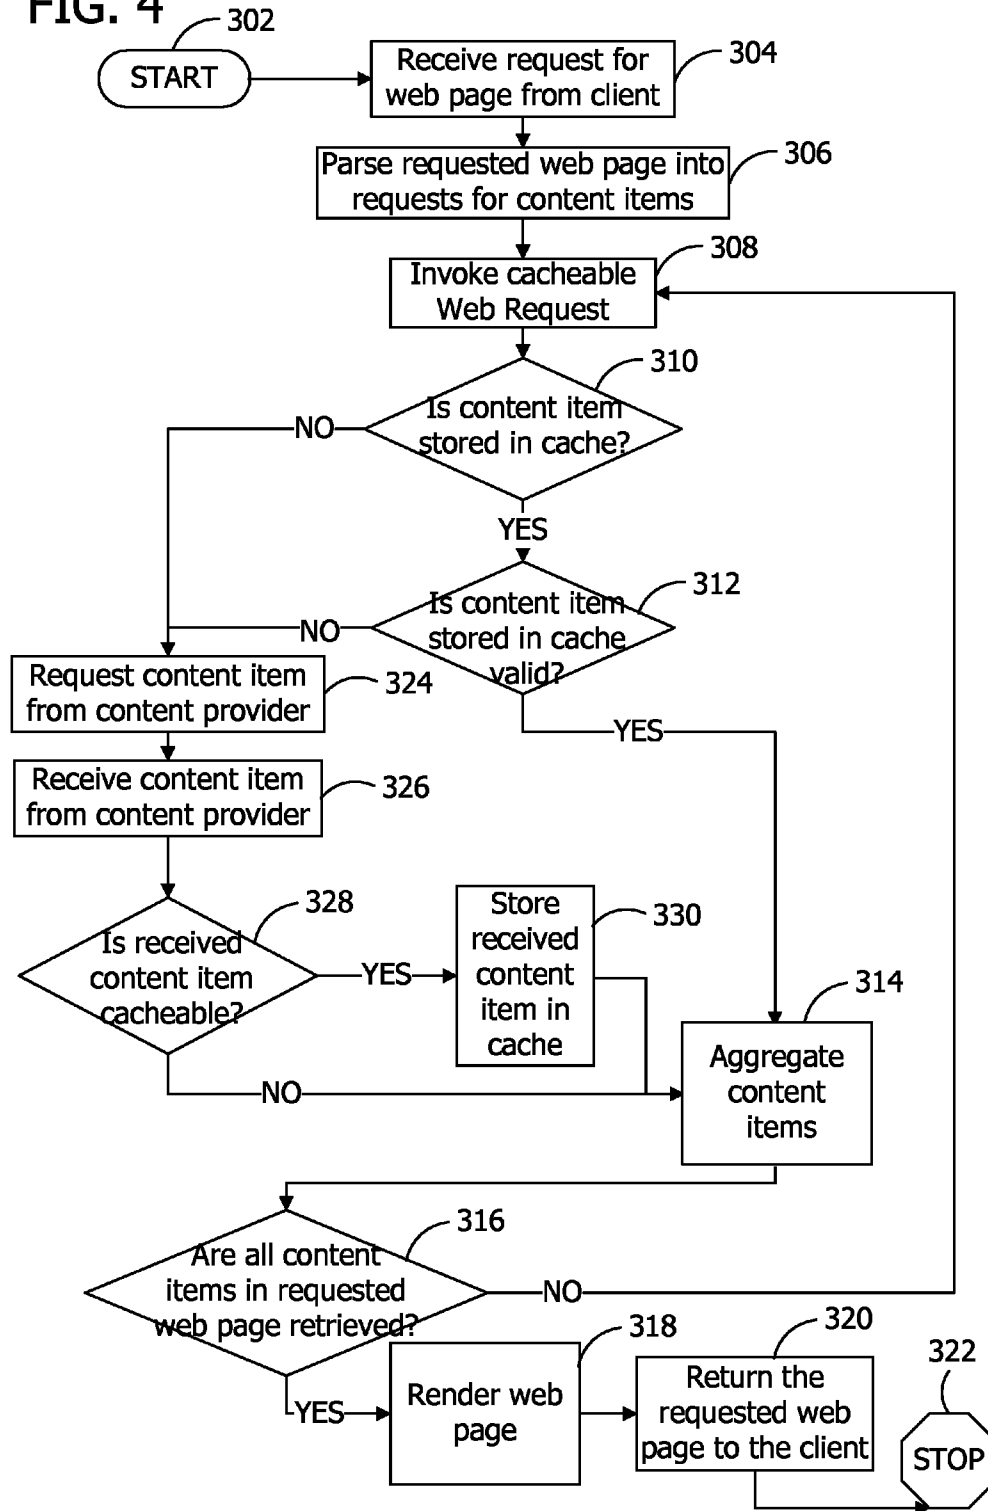 FIG. 4
302
START
Receive request for
web page from client
304
Parse requested web page into
requests for content items
306
308
Invoke cacheable
Web Request
310
Is content item
stored in cache?
NO
YES
312
Is content item
stored in cache
valid?
NO
Request content item
from content provider
324
YES
Receive content item
from content provider
326
328
Is received
content item
cacheable?
YES
Store
received
content
item in
cache
330
314
Aggregate
content
items
NO
316
Are all content
items in requested
web page retrieved?
NO
YES
318
Render web
page
320
Return the
requested web
page to the client
322
STOP